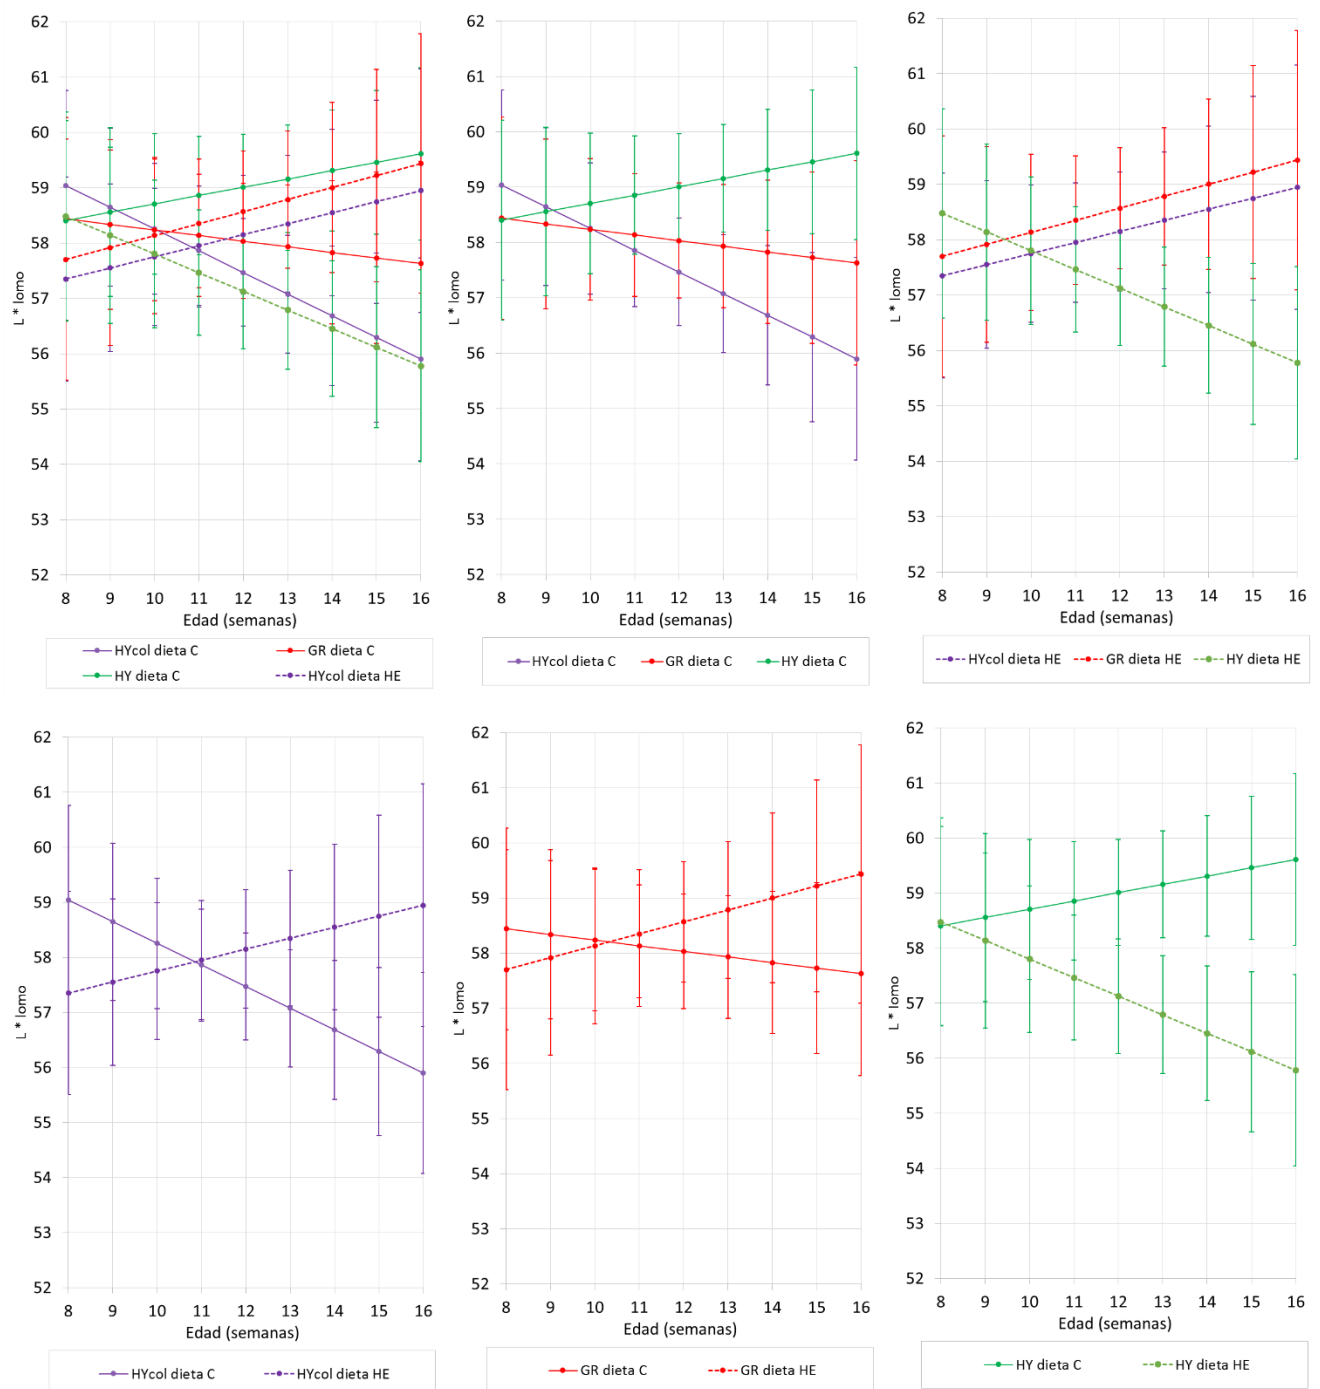 62
61
60
59
58
57
56
55
54
53
52
L * lomo
8 9 10 11 12 13 14 15 16
Edad (semanas)
HYcol dieta C GR dieta C
HY dieta C HYcol dieta HE
62
61
60
59
58
57
56
55
54
53
52
L * lomo
8 9 10 11 12 13 14 15 16
Edad (semanas)
HYcol dieta C GR dieta C HY dieta C
62
61
60
59
58
57
56
55
54
53
52
L * lomo
8 9 10 11 12 13 14 15 16
Edad (semanas)
HYcol dieta HE GR dieta HE HY dieta HE
62
61
60
59
58
57
56
55
54
53
52
L * lomo
8 9 10 11 12 13 14 15 16
Edad (semanas)
HYcol dieta C HYcol dieta HE
62
61
60
59
58
57
56
55
54
53
52
L * lomo
8 9 10 11 12 13 14 15 16
Edad (semanas)
GR dieta C GR dieta HE
62
61
60
59
58
57
56
55
54
53
52
L * lomo
8 9 10 11 12 13 14 15 16
Edad (semanas)
HY dieta C HY dieta HE